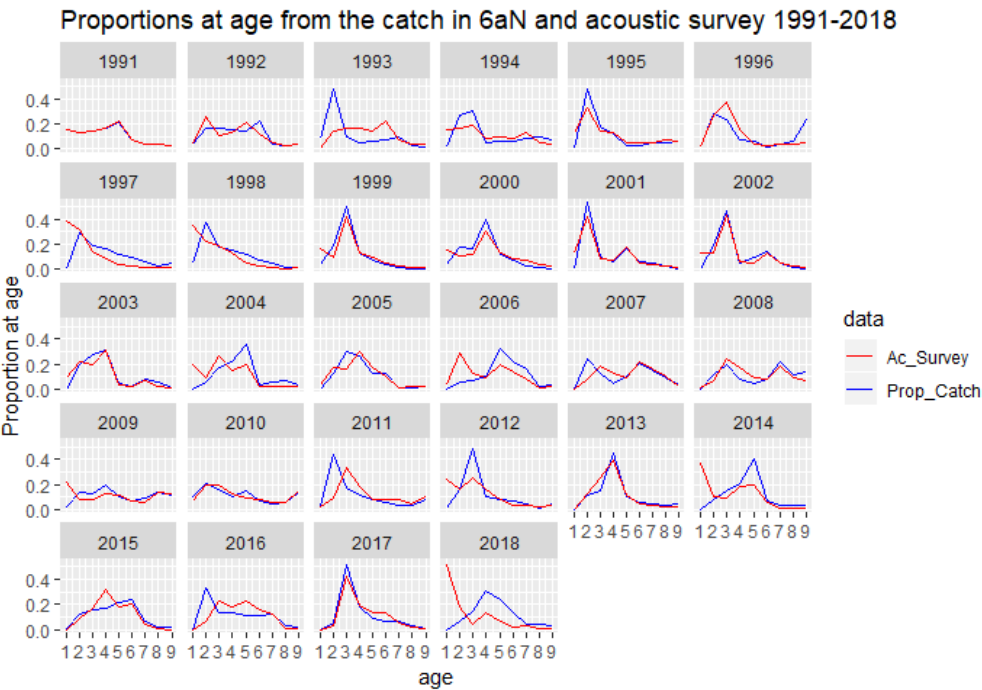 Proportions at age from the catch in 6aN and acoustic survey 1991-2018
1991 1992 1993 1994 1995 1996
0.4
0.2
0.0
1997 1998 1999 2000 2001 2002
0.4
0.2
0.0
2003 2004 2005 2006 2007 2008
0.4
0.2
0.0
2009 2010 2011 2012 2013 2014
0.4
0.2
0.0
1 2 3 4 5 6 7 8 9 1 2 3 4 5 6 7 8 9
2015 2016 2017 2018
0.4
0.2
0.0
1 2 3 4 5 6 7 8 9 1 2 3 4 5 6 7 8 9 1 2 3 4 5 6 7 8 9 1 2 3 4 5 6 7 8 9
age
Proportion at age
data
Ac_Survey
Prop_Catch